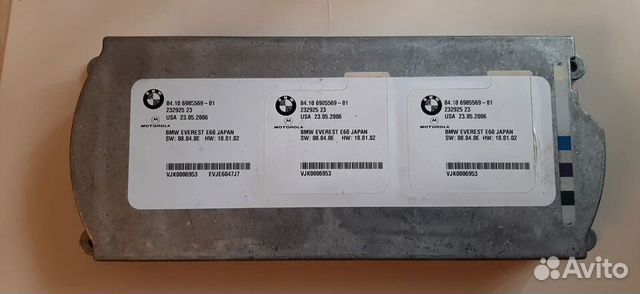 84.10 6985569-01
232925 23
USA 23.05.2006
MOTOROLA
BMW EVEREST E60 JAPAN
SW: 08.04.0E HW: 10.01.02
VJK0006953 EVJE6047J7
84.10 6985569-01
232925 23
USA 23.05.2006
MOTOROLA
BMW EVEREST E60 JAPAN
SW: 08.04.0E HW: 10.01.02
VJK0006953
84.10 6985569-01
232925 23
USA 23.05.2006
MOTOROLA
BMW EVEREST E60 JAPAN
SW: 08.04.0E HW: 10.01.02
VJK0006953
Avito